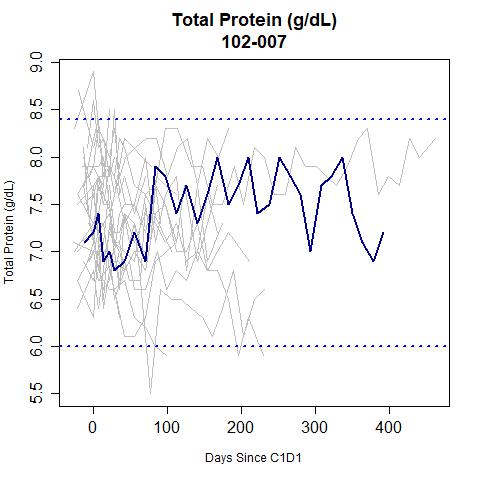 Total Protein (g/dL)
102-007
Total Protein (g/dL)
9.0
8.5
8.0
7.5
7.0
6.5
6.0
5.5
0 100 200 300 400
Days Since C1D1